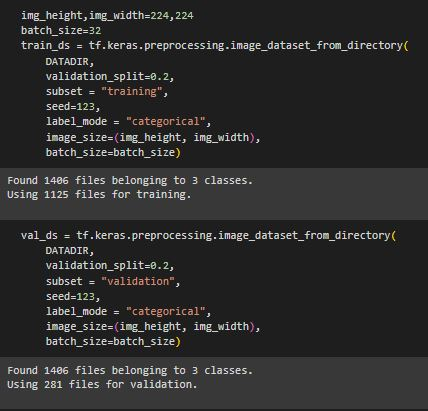 img_height,img_width=224,224
batch_size=32
train_ds = tf.keras.preprocessing.image_dataset_from_directory(
    DATADIR,
    validation_split=0.2,
    subset = "training",
    seed=123,
    label_mode = "categorical",
    image_size=(img_height, img_width),
    batch_size=batch_size)
Found 1406 files belonging to 3 classes.
Using 1125 files for training.
val_ds = tf.keras.preprocessing.image_dataset_from_directory(
    DATADIR,
    validation_split=0.2,
    subset = "validation",
    seed=123,
    label_mode = "categorical",
    image_size=(img_height, img_width),
    batch_size=batch_size)
Found 1406 files belonging to 3 classes.
Using 281 files for validation.